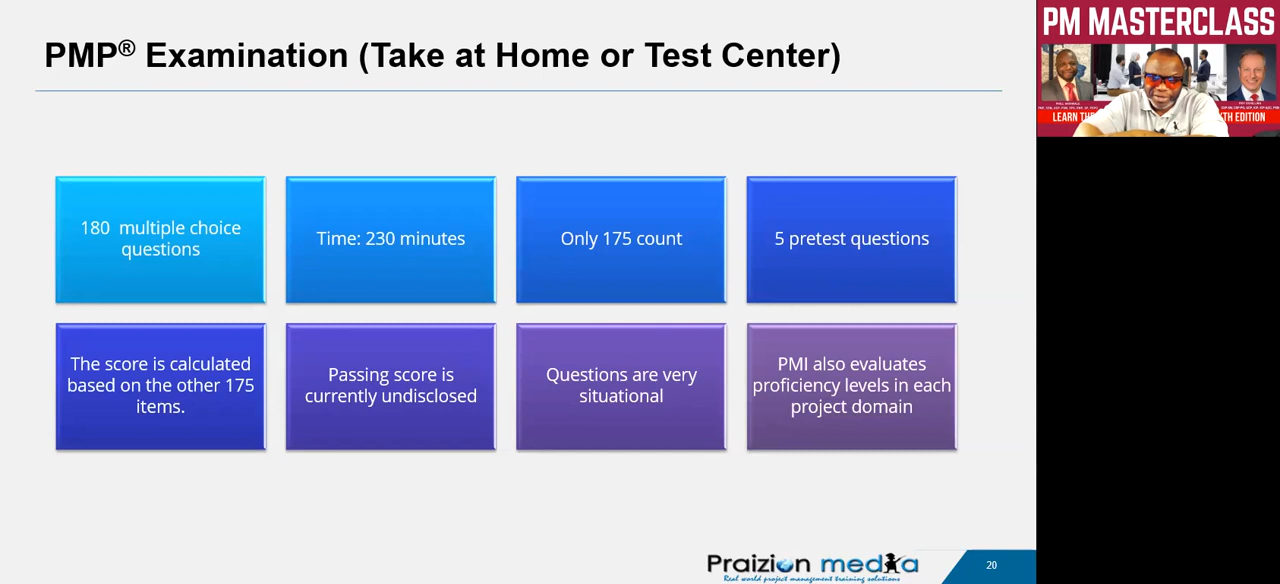 PMP® Examination (Take at Home or Test Center)
180 multiple choice
questions
Time: 230 minutes
Only 175 count
5 pretest questions
The score is calculated
based on the other 175
items.
Passing score is
currently undisclosed
Questions are very
situational
PMI also evaluates
proficiency levels in each
project domain
Praizion media
Real world project management training solutions
20
PM MASTERCLASS
LEARN TH
TH EDITION